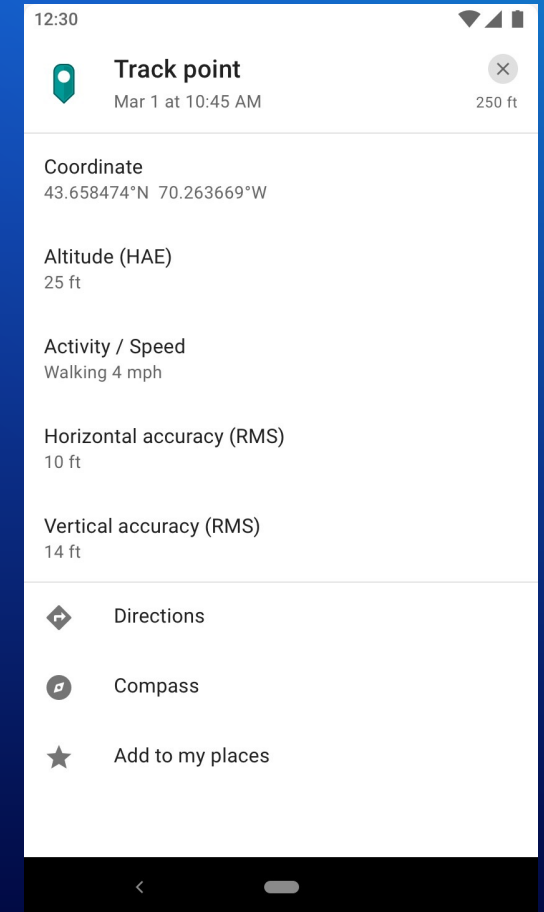 12:30
Track point
Mar 1 at 10:45 AM
250 ft
Coordinate
43.658474°N 70.263669°W
Altitude (HAE)
25 ft
Activity / Speed
Walking 4 mph
Horizontal accuracy (RMS)
10 ft
Vertical accuracy (RMS)
14 ft
Directions
Compass
Add to my places